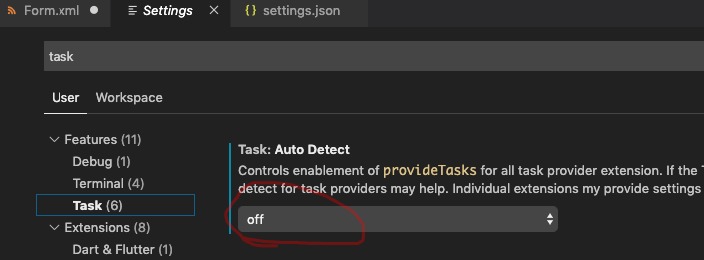 Form.xml Settings settings.json
task
User Workspace
Features (11)
Debug (1)
Terminal (4)
Task (6)
Extensions (8)
Dart & Flutter (1)
Task: Auto Detect
Controls enablement of provideTasks for all task provider extension. If the T
detect for task providers may help. Individual extensions my provide settings
off